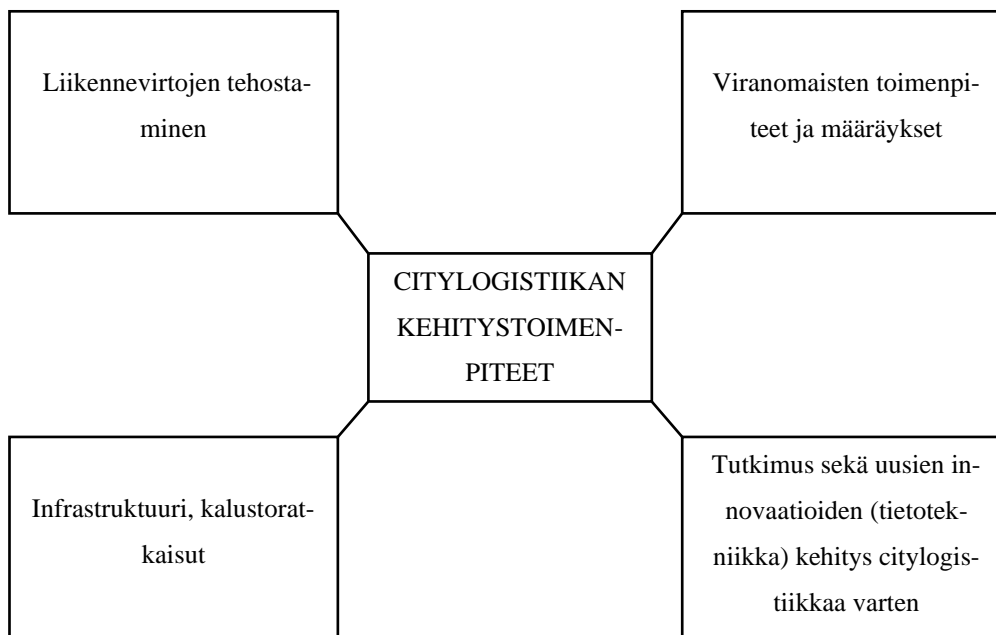 Liikennevirtojen tehosta-
minen
Viranomaisten toimenpi-
teet ja määräykset
CITYLOGISTIIKAN
KEHITYSTOIMEN-
PITEET
Infrastruktuuri, kalustorat-
kaisut
Tutkimus sekä uusien in-
novaatioiden (tietotek-
niikka) kehitys citylogis-
tiikkaa varten